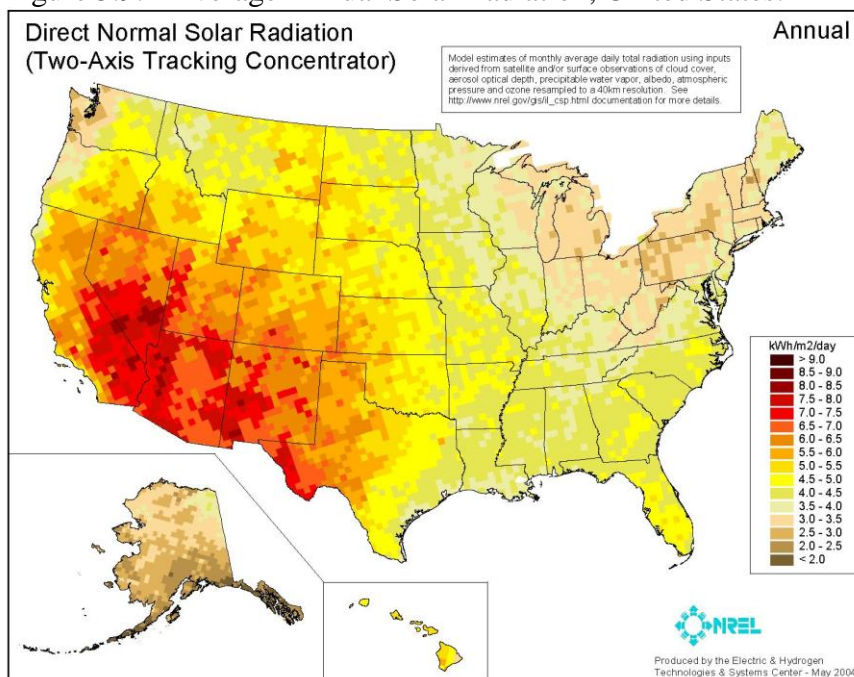 Direct Normal Solar Radiation
(Two-Axis Tracking Concentrator)
Annual
Model estimates of monthly average daily total radiation using inputs
derived from satellite and/or surface observations of cloud cover,
aerosol optical depth, precipitable water vapor, albedo, atmospheric
pressure and ozone resampled to a 40km resolution. See
http://www.nrel.gov/gis/il_csp.html documentation for more details.
kWh/m2/day
> 9.0
8.5 - 9.0
8.0 - 8.5
7.5 - 8.0
7.0 - 7.5
6.5 - 7.0
6.0 - 6.5
5.5 - 6.0
5.0 - 5.5
4.5 - 5.0
4.0 - 4.5
3.5 - 4.0
3.0 - 3.5
2.5 - 3.0
2.0 - 2.5
< 2.0
NREL
Produced by the Electric & Hydrogen
Technologies & Systems Center - May 2004